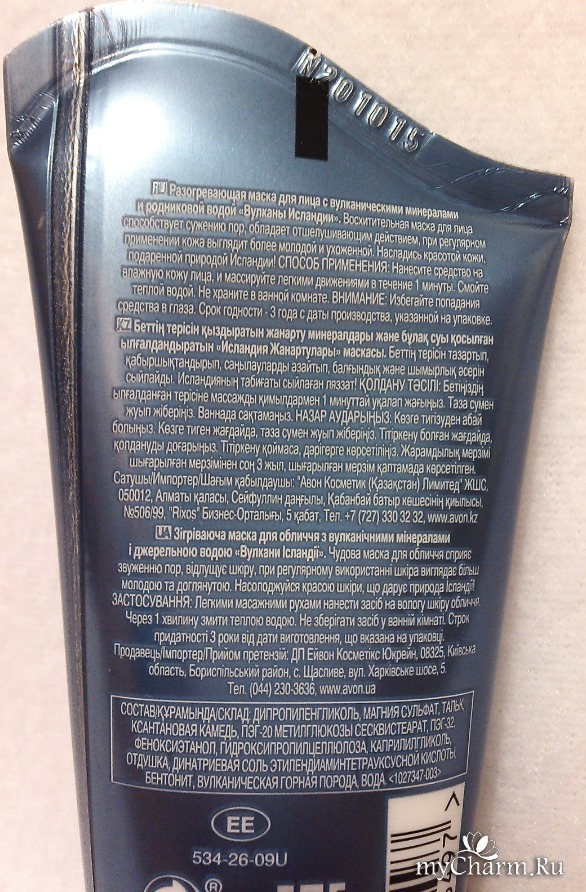 N201015
RU Разогревающая маска для лица с вулканическими минералами
и родниковой водой «Вулканы Исландии». Восхитительная маска для лица
способствует сужению пор, обладает отшелушивающим действием, при регулярном
применении кожа выглядит более молодой и ухоженной. Насладись красотой кожи,
подаренной природой Исландии! СПОСОБ ПРИМЕНЕНИЯ: Нанесите средство на
влажную кожу лица, и массируйте легкими движениями в течение 1 минуты. Смойте
теплой водой. Не храните в ванной комнате. ВНИМАНИЕ: Избегайте попадания
средства в глаза. Срок годности - 3 года с даты производства, указанной на упаковке.
KZ Беттің терісін қыздыратын жанарту минералдары және бұлақ суы қосылған
ылғалдандыратын «Исландия Жанартулары» маскасы. Беттің терісін тазартып,
қабыршықтандырып, саңылауларды азайтып, балғындық және шымырлық әсерін
сыйлайды. Исландияның табиғаты сыйлаған ләззат! ҚОЛДАНУ ТӘСІЛІ: Бетіңіздің
ылғалданған терісіне массажды қимылдармен 1 минуттай уқалап жағыңыз. Таза сумен
жуып жіберіңіз. Ваннада сақтамаңыз. НАЗАР АУДАРЫҢЫЗ: Көзге тигізуден абай
болыңыз. Көзге тиген жағдайда, таза сумен жуып жіберіңіз. Тітіркену болған жағдайда,
қолдануды доғарыңыз. Тітіркену қоймаса, дәрігерге көрсетіліңіз. Жарамдылық мерзімі
шығарылған мерзімінен соң 3 жыл, шығарылған мерзім қаптамада көрсетілген.
Сатушы/Импортер/Шағым қабылдаушы: "Авон Косметик (Қазақстан) Лимитед" ЖШС,
050012, Алматы қаласы, Сейфуллин даңғылы, Қабанбай батыр көшесінің қиылысы,
№506/99, "Rixos" Бизнес-Орталығы, 5 қабат, Тел. +7 (727) 330 32 32, www.avon.kz
UA Зігріваюча маска для обличчя з вулканічними мінералами
і джерельною водою «Вулкани Ісландії». Чудова маска для обличчя сприяє
звуженню пор, відлущує шкіру, при регулярному використанні шкіра виглядає більш
молодою та доглянутою. Насолоджуйся красою шкіри, що дарує природа Ісландії!
ЗАСТОСУВАННЯ: Легкими масажними рухами нанести засіб на вологу шкіру обличчя.
Через 1 хвилину змити теплою водою. Не зберігати засіб у ванній кімнаті. Строк
придатності 3 роки від дати виготовлення, що вказана на упаковці.
Продавець/Імпортер/Прийом претензій: ДП Ейвон Косметікс Юкрейн, 08325, Київська
область, Бориспільський район, с. Щасливе, вул. Харківське шосе, 5.
Тел. (044) 230-3636, www.avon.ua
СОСТАВ/ҚҰРАМЫНДА/СКЛАД: ДИПРОПИЛЕНГЛИКОЛЬ, МАГНИЯ СУЛЬФАТ, ТАЛЬК
КСАНТАНОВАЯ КАМЕДЬ, ПЭГ-20 МЕТИЛГЛЮКОЗЫ СЕСКВИСТЕАРАТ, ПЭГ-32,
ФЕНОКСИЭТАНОЛ, ГИДРОКСИПРОПИЛЦЕЛЛЮЛОЗА, КАПРИЛИЛГЛИКОЛЬ,
ОТДУШКА, ДИНАТРИЕВАЯ СОЛЬ ЭТИЛЕНДИАМИНТЕТРАУКСУСНОЙ КИСЛОТЫ,
БЕНТОНИТ, ВУЛКАНИЧЕСКАЯ ГОРНАЯ ПОРОДА, ВОДА. <1027347-003>
EE
534-26-09U
®
myCharm.Ru